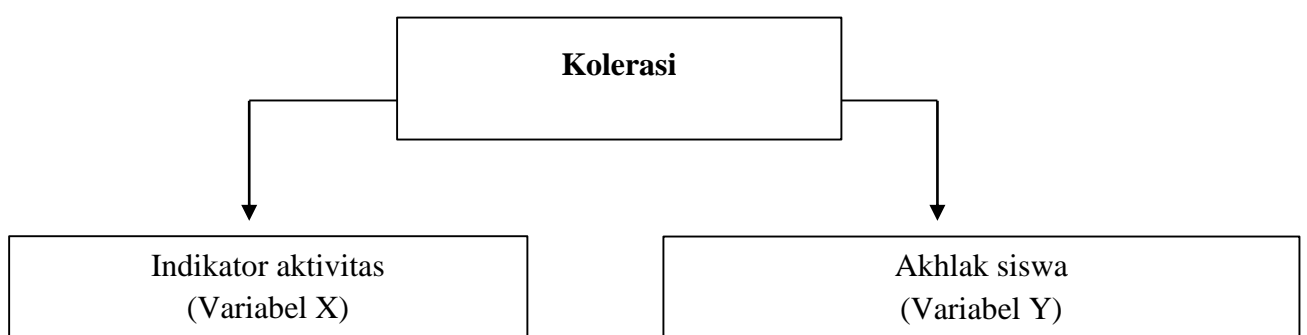 Kolerasi
Indikator aktivitas
(Variabel X)
Akhlak siswa
(Variabel Y)